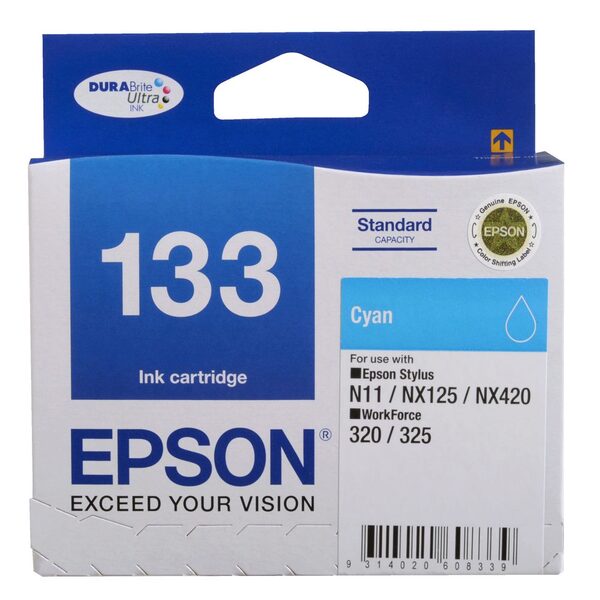 DURABrite
Ultra
INK
133
Ink cartridge
EPSON®
EXCEED YOUR VISION
Standard
CAPACITY
Genuine EPSON
EPSON
Color Shifting Label
Cyan
For use with
■Epson Stylus
N11 / NX125 / NX420
■WorkForce
320 / 325
9 314020 608339